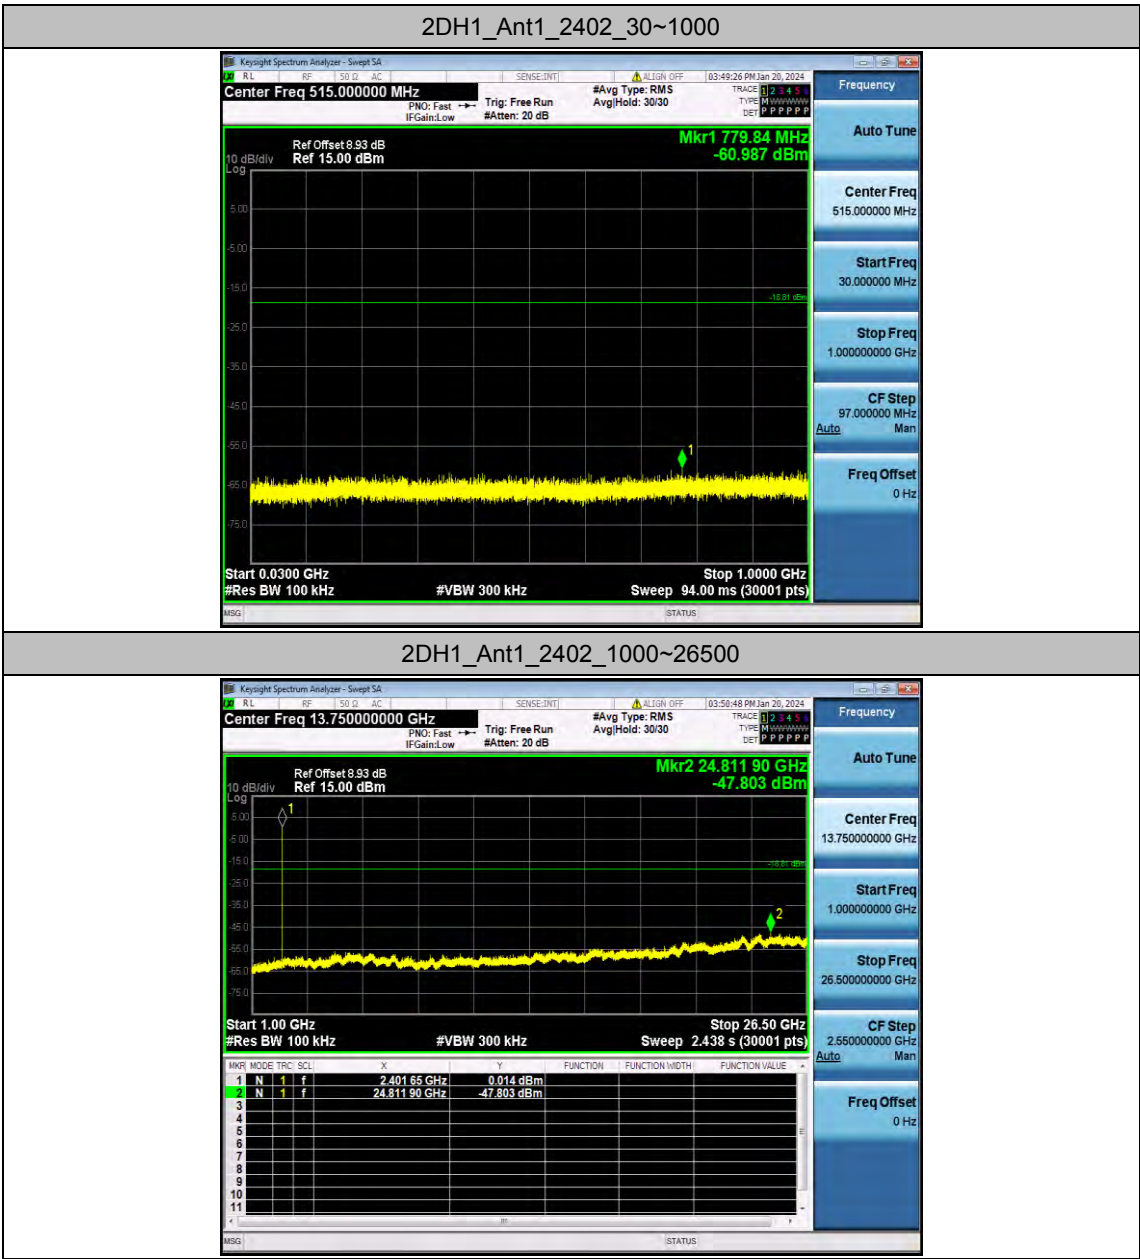 2DH1_Ant1_2402_30~1000
Keysight Spectrum Analyzer - Swept SA
RL RF 50 Ω AC SENSE:INT ALIGN OFF 03:49:26 PM Jan 20, 2024
Center Freq 515.000000 MHz #Avg Type: RMS TRACE 1 2 3 4 5 6
PNO: Fast Trig: Free Run Avg|Hold: 30/30 TYPE M WWWWW
IFGain:Low #Atten: 20 dB DET P P P P P P
Frequency
Auto Tune
Center Freq
515.000000 MHz
Start Freq
30.000000 MHz
Stop Freq
1.000000000 GHz
CF Step
97.000000 MHz
Auto Man
Freq Offset
0 Hz
Mkr1 779.84 MHz
Ref Offset 8.93 dB
10 dB/div Ref 15.00 dBm -60.987 dBm
Log
5.00
-5.00
-15.0
-18.81 dBm
-25.0
-35.0
-45.0
-55.0
1
-65.0
-75.0
Start 0.0300 GHz Stop 1.0000 GHz
#Res BW 100 kHz #VBW 300 kHz Sweep 94.00 ms (30001 pts)
MSG STATUS
2DH1_Ant1_2402_1000~26500
Keysight Spectrum Analyzer - Swept SA
RL RF 50 Ω AC SENSE:INT ALIGN OFF 03:50:48 PM Jan 20, 2024
Center Freq 13.750000000 GHz #Avg Type: RMS TRACE 1 2 3 4 5 6
PNO: Fast Trig: Free Run Avg|Hold: 30/30 TYPE M WWWWW
IFGain:Low #Atten: 20 dB DET P P P P P P
Frequency
Auto Tune
Center Freq
13.750000000 GHz
Start Freq
1.000000000 GHz
Stop Freq
26.500000000 GHz
CF Step
2.550000000 GHz
Auto Man
Freq Offset
0 Hz
Mkr2 24.811 90 GHz
Ref Offset 8.93 dB
10 dB/div Ref 15.00 dBm -47.803 dBm
Log
1
5.00
-5.00
-15.0
-18.81 dBm
-25.0
-35.0
2
-45.0
-55.0
-65.0
-75.0
Start 1.00 GHz Stop 26.50 GHz
#Res BW 100 kHz #VBW 300 kHz Sweep 2.438 s (30001 pts)
MKR MODE TRC SCL X Y FUNCTION FUNCTION WIDTH FUNCTION VALUE
1 N 1 f 2.401 65 GHz 0.014 dBm
2 N 1 f 24.811 90 GHz -47.803 dBm
3
4
5
6
7
8
9
10
11
MSG STATUS